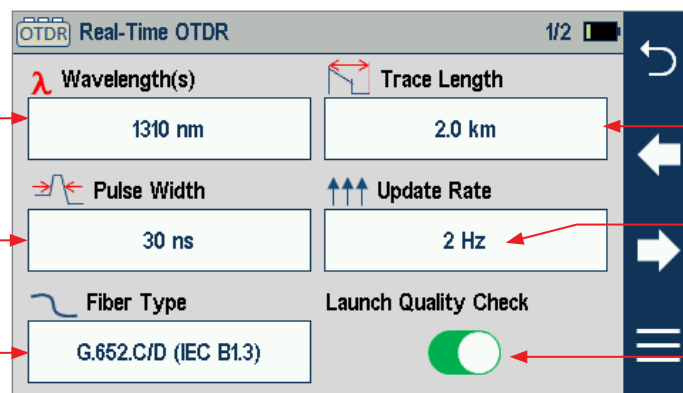 OTDR Real-Time OTDR 1/2
λ Wavelength(s) Trace Length
1310 nm 2.0 km
Pulse Width Update Rate
30 ns 2 Hz
Fiber Type Launch Quality Check
G.652.C/D (IEC B1.3)